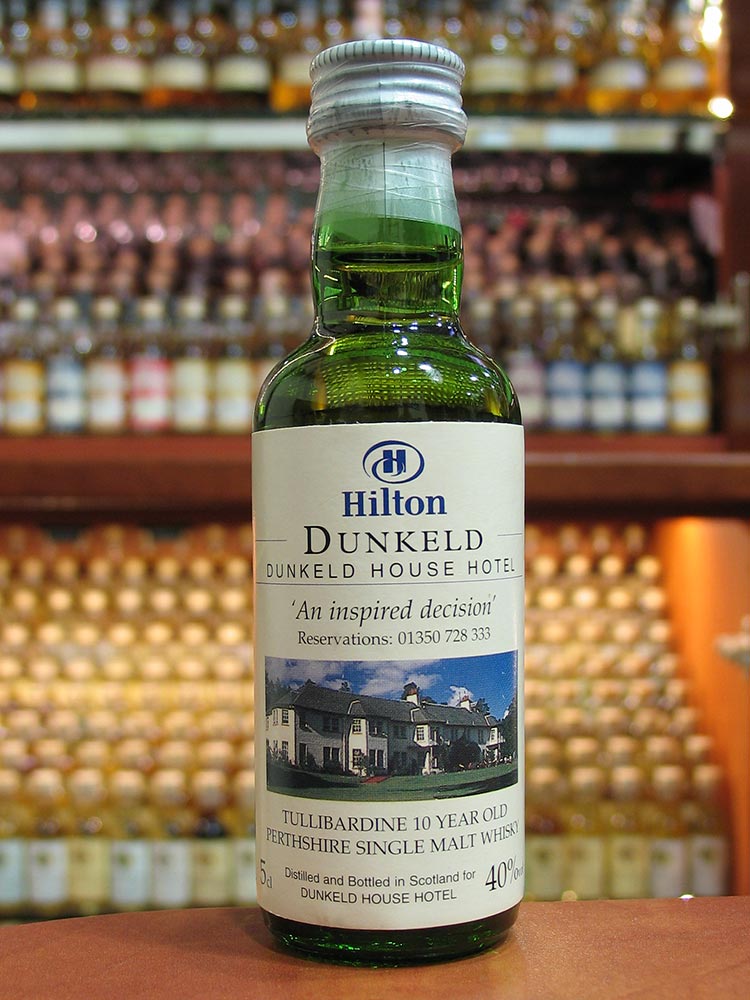 H
Hilton
DUNKELD
DUNKELD HOUSE HOTEL
'An inspired decision'
Reservations: 01350 728 333
TULLIBARDINE 10 YEAR OLD
PERTHSHIRE SINGLE MALT WHISKY
5cl Distilled and Bottled in Scotland for 40%vol
DUNKELD HOUSE HOTEL